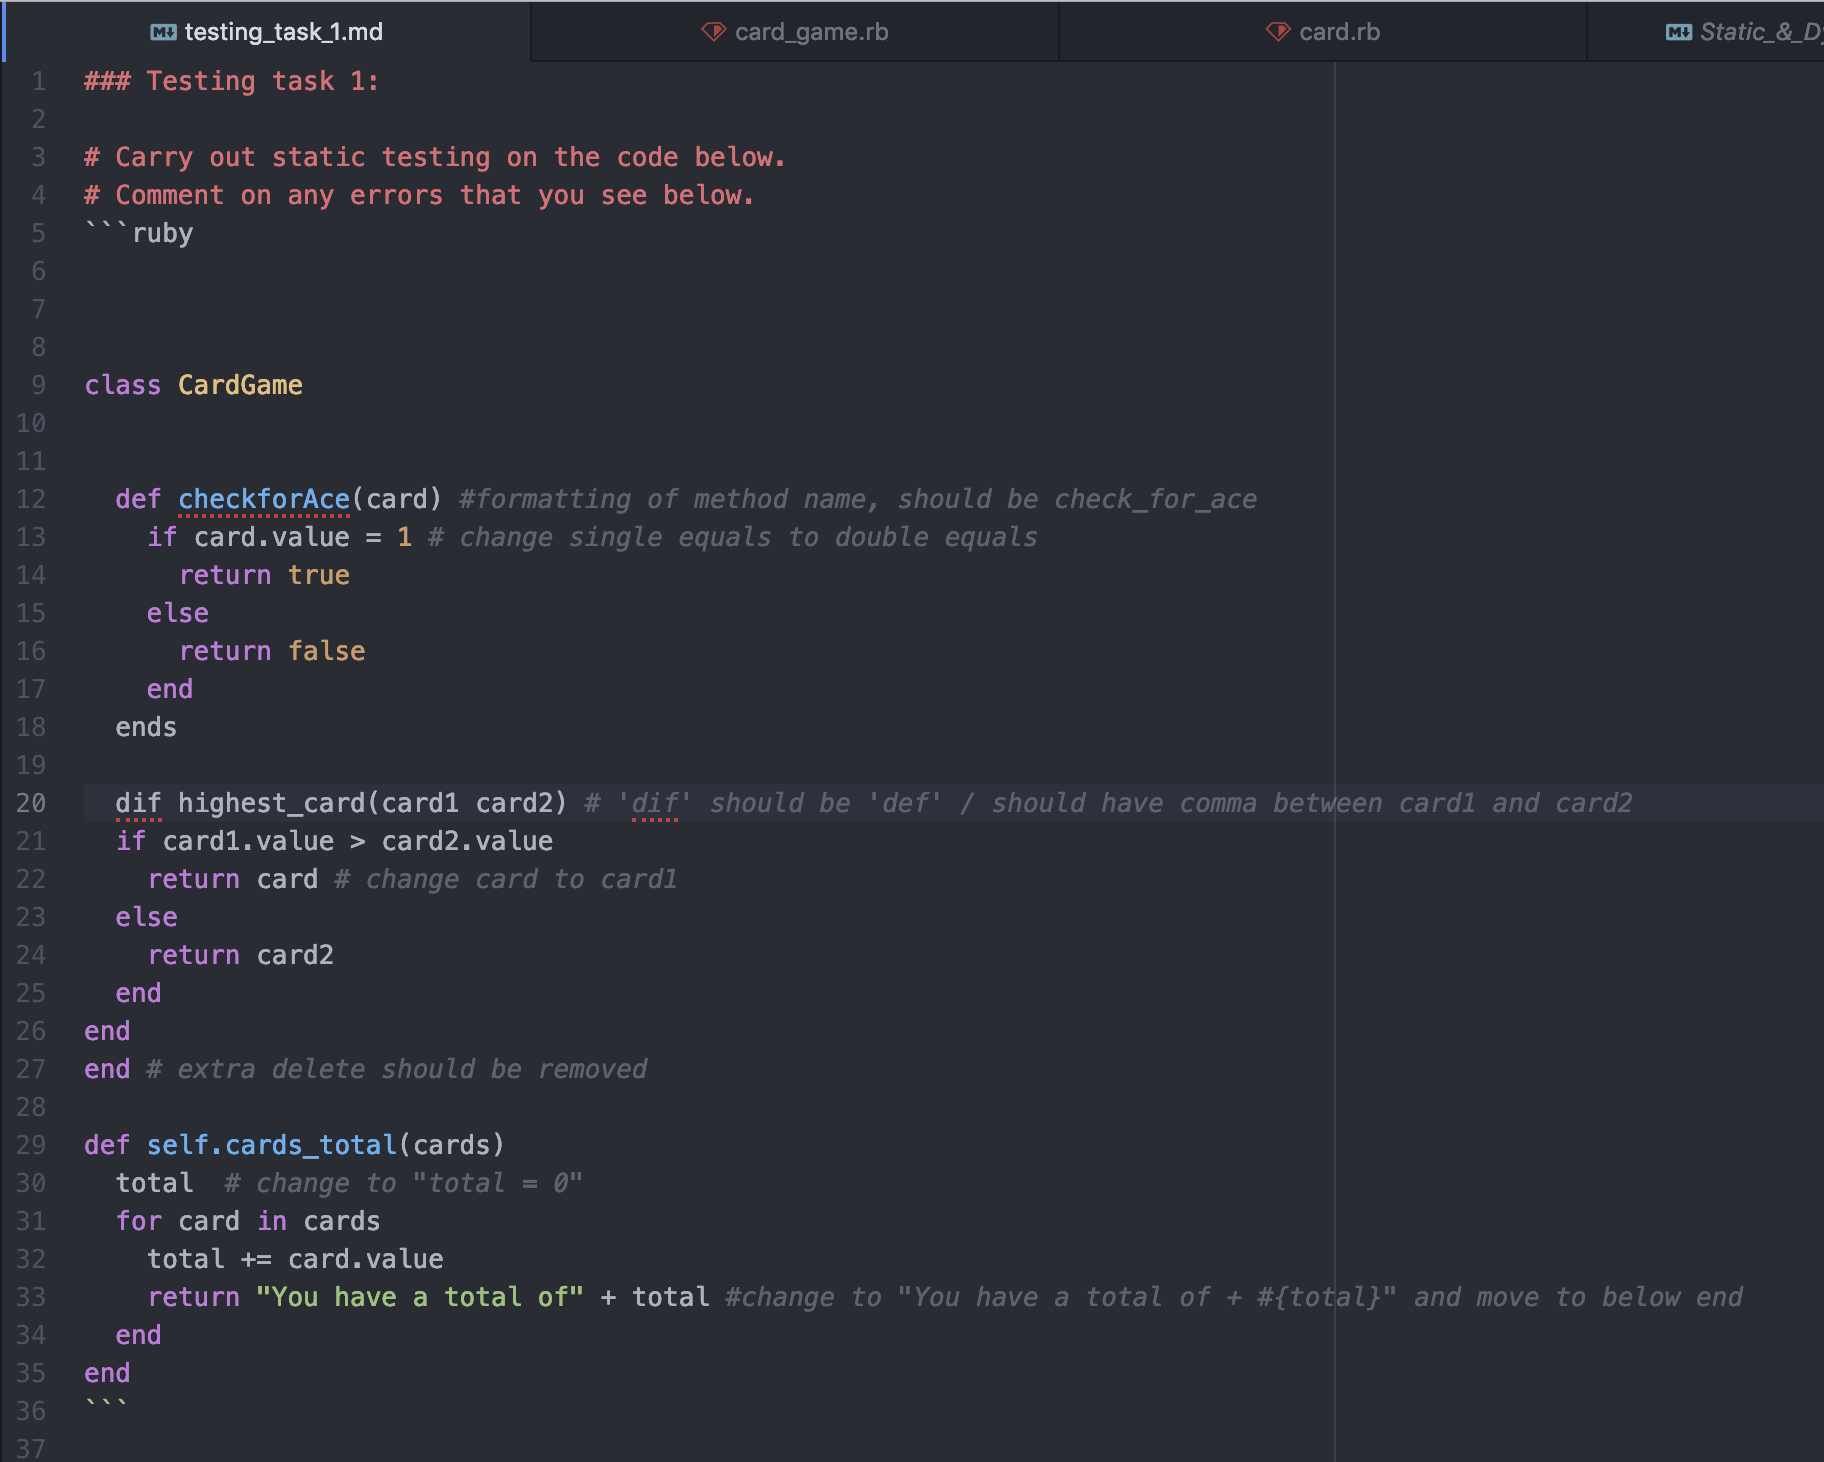 testing_task_1.md card_game.rb card.rb Static_&_Dy
1 ### Testing task 1:
2
3 # Carry out static testing on the code below.
4 # Comment on any errors that you see below.
5 ```ruby
6
7
8
9 class CardGame
10
11
12   def checkforAce(card) #formatting of method name, should be check_for_ace
13     if card.value = 1 # change single equals to double equals
14       return true
15     else
16       return false
17     end
18   ends
19
20   dif highest_card(card1 card2) # 'dif' should be 'def' / should have comma between card1 and card2
21   if card1.value > card2.value
22     return card # change card to card1
23   else
24     return card2
25   end
26 end
27 end # extra delete should be removed
28
29 def self.cards_total(cards)
30   total  # change to "total = 0"
31   for card in cards
32     total += card.value
33     return "You have a total of" + total #change to "You have a total of + #{total}" and move to below end
34   end
35 end
36 ```
37